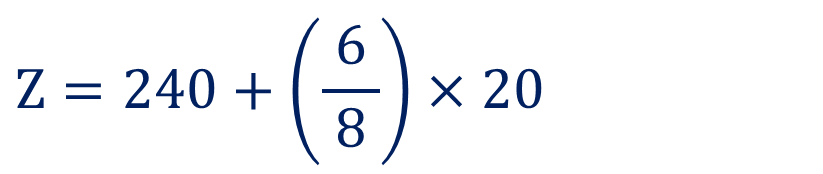 Z = 240 + (6/8) × 20